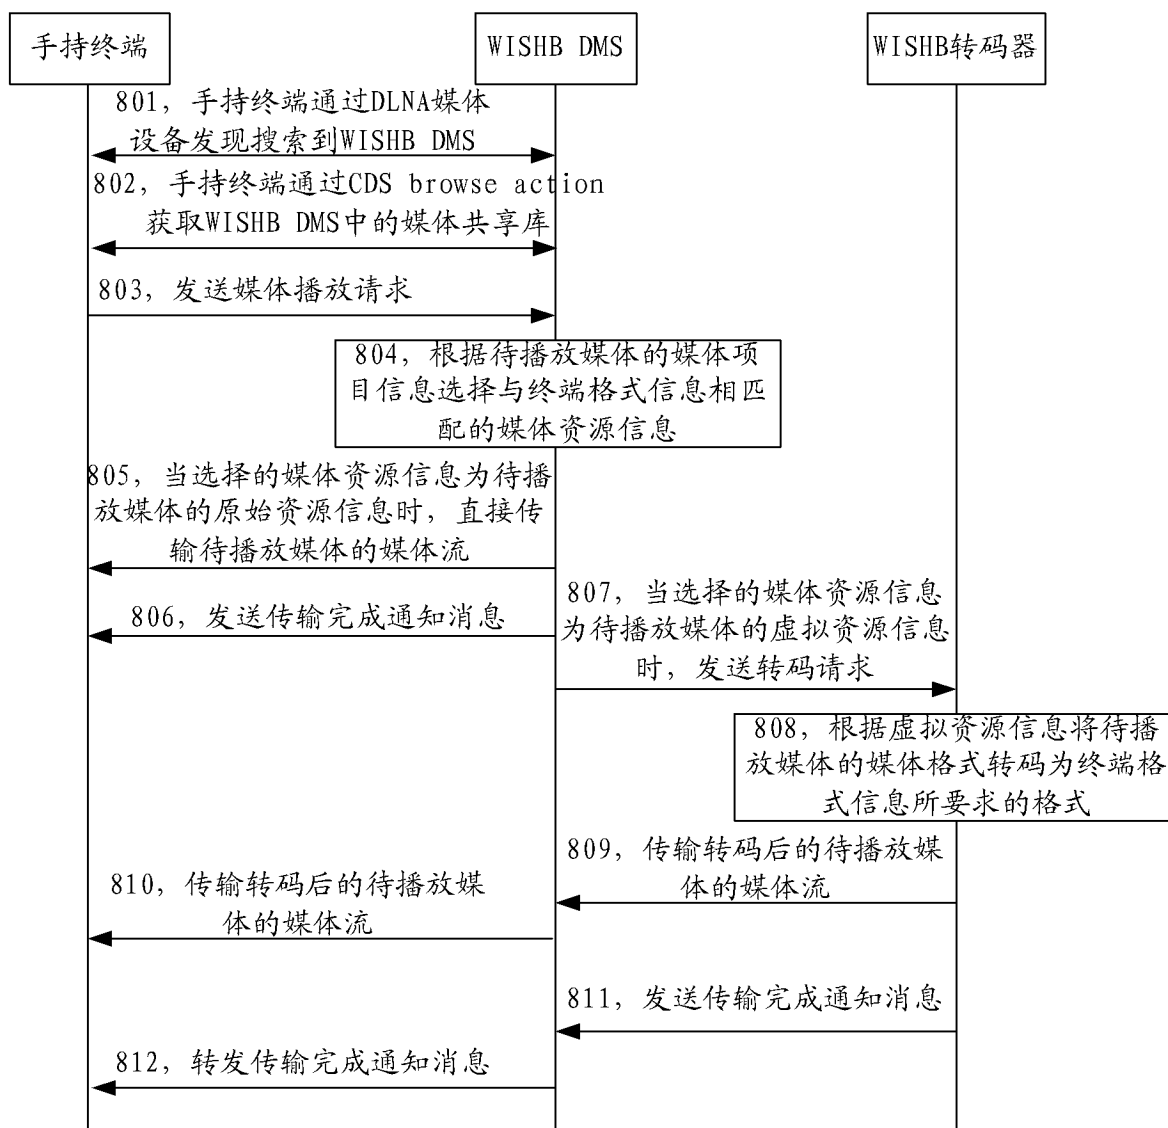 手持终端
WISHB DMS
WISHB转码器
801，手持终端通过DLNA媒体
设备发现搜索到WISHB DMS
802，手持终端通过CDS browse action
获取WISHB DMS中的媒体共享库
803，发送媒体播放请求
804，根据待播放媒体的媒体项
目信息选择与终端格式信息相匹
配的媒体资源信息
805，当选择的媒体资源信息为待播
放媒体的原始资源信息时，直接传
输待播放媒体的媒体流
806，发送传输完成通知消息
807，当选择的媒体资源信息
为待播放媒体的虚拟资源信息
时，发送转码请求
808，根据虚拟资源信息将待播
放媒体的媒体格式转码为终端格
式信息所要求的格式
809，传输转码后的待播放媒
体的媒体流
810，传输转码后的待播放媒
体的媒体流
811，发送传输完成通知消息
812，转发传输完成通知消息